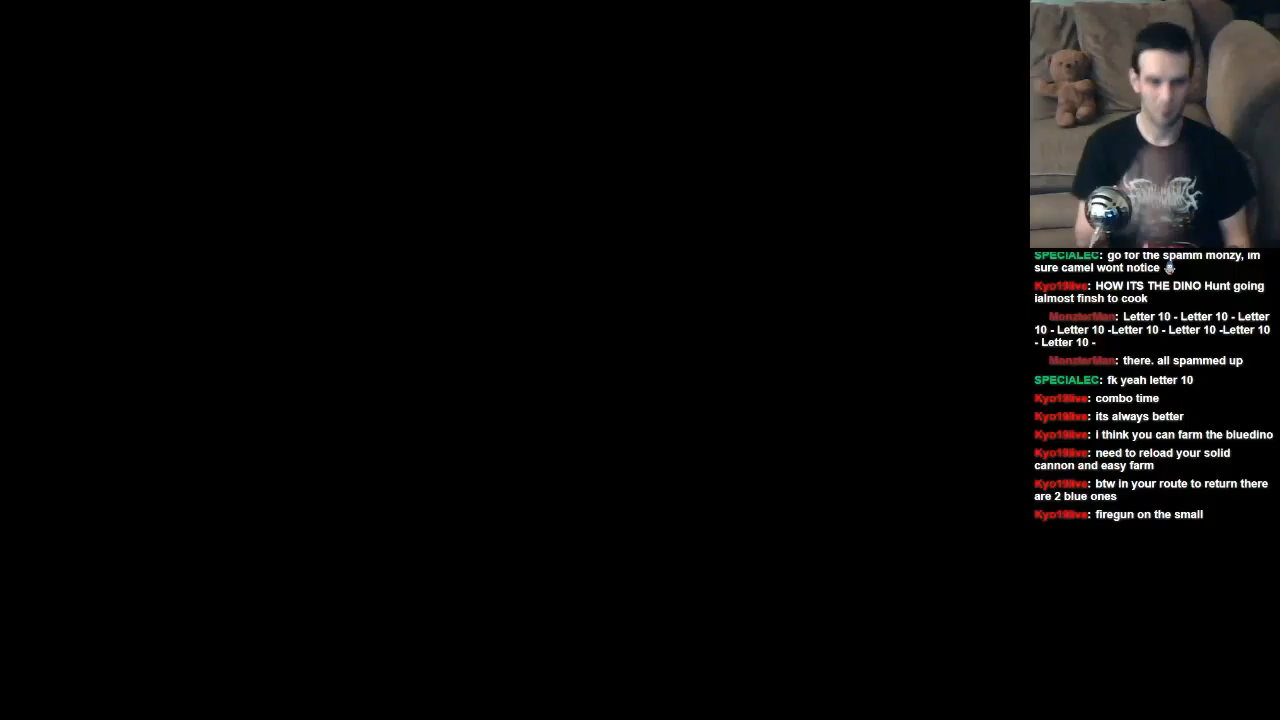 SPECIALEC: go for the spamm monzy, im
sure camel wont notice
Kyo19live: HOW ITS THE DINO Hunt going
ialmost finsh to cook
MonzterMan: Letter 10 - Letter 10 - Letter
10 - Letter 10 -Letter 10 - Letter 10 -Letter 10
- Letter 10 -
MonzterMan: there. all spammed up
SPECIALEC: fk yeah letter 10
Kyo19live: combo time
Kyo19live: its always better
Kyo19live: i think you can farm the bluedino
Kyo19live: need to reload your solid
cannon and easy farm
Kyo19live: btw in your route to return there
are 2 blue ones
Kyo19live: firegun on the small